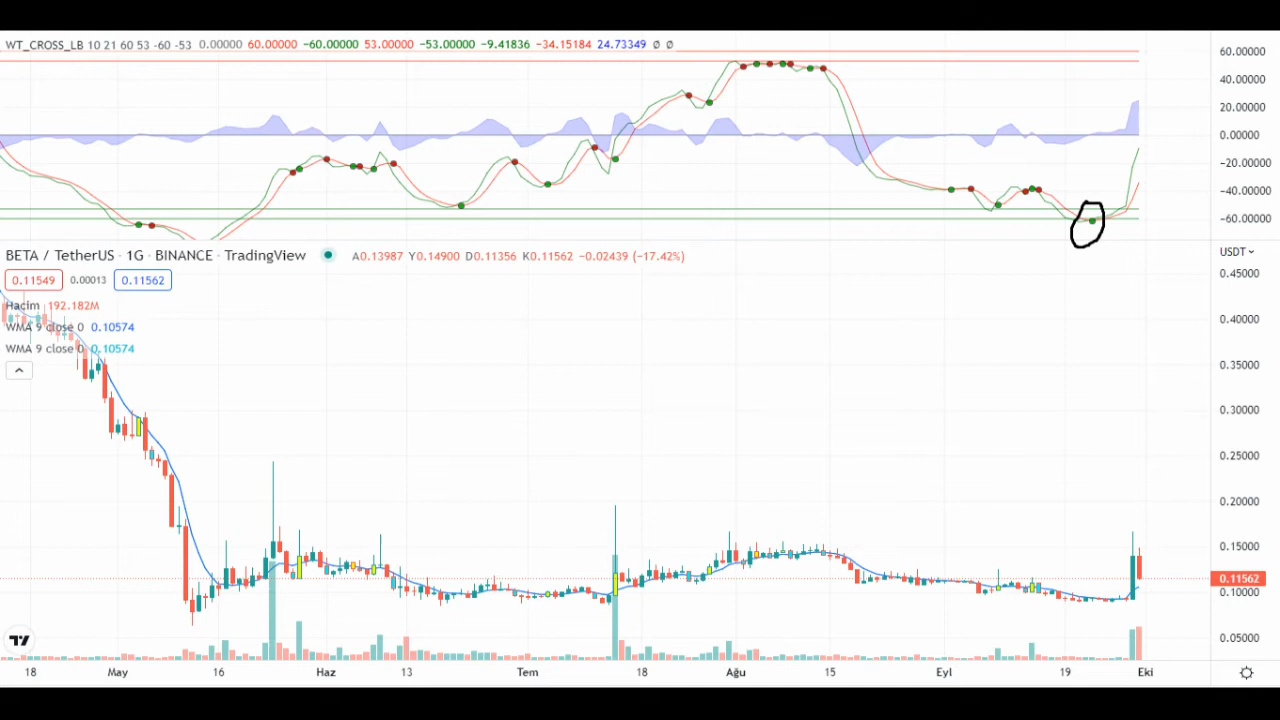 WT_CROSS_LB 10 21 60 53 -60 -53 0.00000 60.00000 −60.00000 53.00000 −53.00000 −9.41836 −34.15184 24.73349 Ø Ø
60.00000
40.00000
20.00000
0.00000
−20.00000
−40.00000
−60.00000
BETA / TetherUS · 1G · BINANCE · TradingView A0.13987 Y0.14900 D0.11356 K0.11562 −0.02439 (−17.42%)
USDT
0.11549 0.00013 0.11562
Hacim 192.182M
WMA 9 close 0 0.10574
WMA 9 close 0 0.10574
0.45000
0.40000
0.35000
0.30000
0.25000
0.20000
0.15000
0.11562
0.10000
0.05000
18 May 16 Haz 13 Tem 18 Ağu 15 Eyl 19 Eki